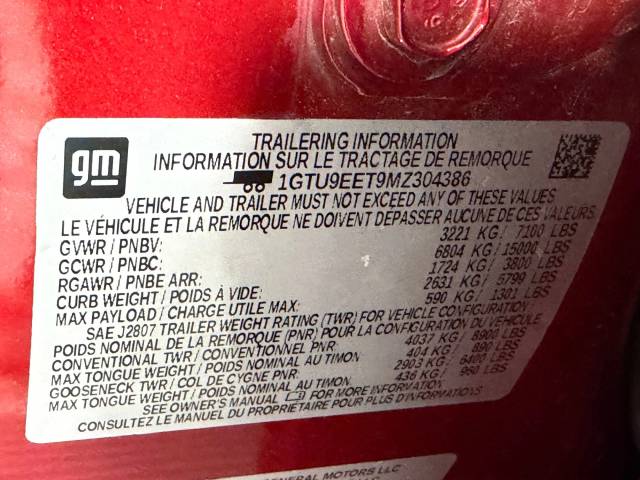 gm
TRAILERING INFORMATION
INFORMATION SUR LE TRACTAGE DE REMORQUE
1GTU9EET9MZ304386
VEHICLE AND TRAILER MUST NOT EXCEED ANY OF THESE VALUES
LE VÉHICULE ET LA REMORQUE NE DOIVENT DEPASSER AUCUNE DE CES VALEURS
GVWR / PNBV: 3221 KG / 7100 LBS
GCWR / PNBC: 6804 KG / 15000 LBS
RGAWR / PNBE ARR: 1724 KG / 3800 LBS
CURB WEIGHT / POIDS À VIDE: 2631 KG / 5799 LBS
MAX PAYLOAD / CHARGE UTILE MAX: 590 KG / 1301 LBS
SAE J2807 TRAILER WEIGHT RATING (TWR) FOR VEHICLE CONFIGURATION
POIDS NOMINAL DE LA REMORQUE (PNR) POUR LA CONFIGURATION DU VÉHICULE
CONVENTIONAL TWR / CONVENTIONNEL PNR: 4037 KG / 8900 LBS
MAX TONGUE WEIGHT / POIDS NOMINAL AU TIMON: 404 KG / 890 LBS
GOOSENECK TWR / COL DE CYGNE PNR: 2903 KG / 6400 LBS
MAX TONGUE WEIGHT / POIDS NOMINAL AU TIMON: 436 KG / 960 LBS
SEE OWNER'S MANUAL FOR MORE INFORMATION
CONSULTEZ LE MANUEL DU PROPRIÉTAIRE POUR PLUS D'INFORMATION
GENERAL MOTORS LLC